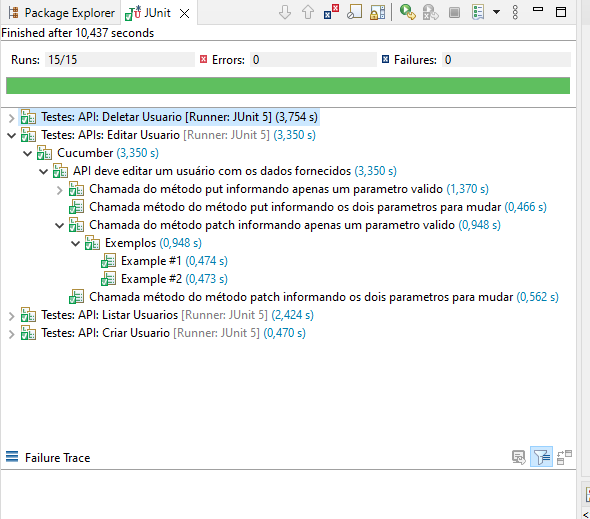 Package Explorer JUnit
Finished after 10,437 seconds
Runs: 15/15 Errors: 0 Failures: 0
Testes: API: Deletar Usuario [Runner: JUnit 5] (3,754 s)
Testes: APIs: Editar Usuario [Runner: JUnit 5] (3,350 s)
Cucumber (3,350 s)
API deve editar um usuário com os dados fornecidos (3,350 s)
Chamada do método put informando apenas um parametro valido (1,370 s)
Chamada método do método put informando os dois parametros para mudar (0,466 s)
Chamada do método patch informando apenas um parametro valido (0,948 s)
Exemplos (0,948 s)
Example #1 (0,474 s)
Example #2 (0,473 s)
Chamada método do método patch informando os dois parametros para mudar (0,562 s)
Testes: API: Listar Usuarios [Runner: JUnit 5] (2,424 s)
Testes: API: Criar Usuario [Runner: JUnit 5] (0,470 s)
Failure Trace